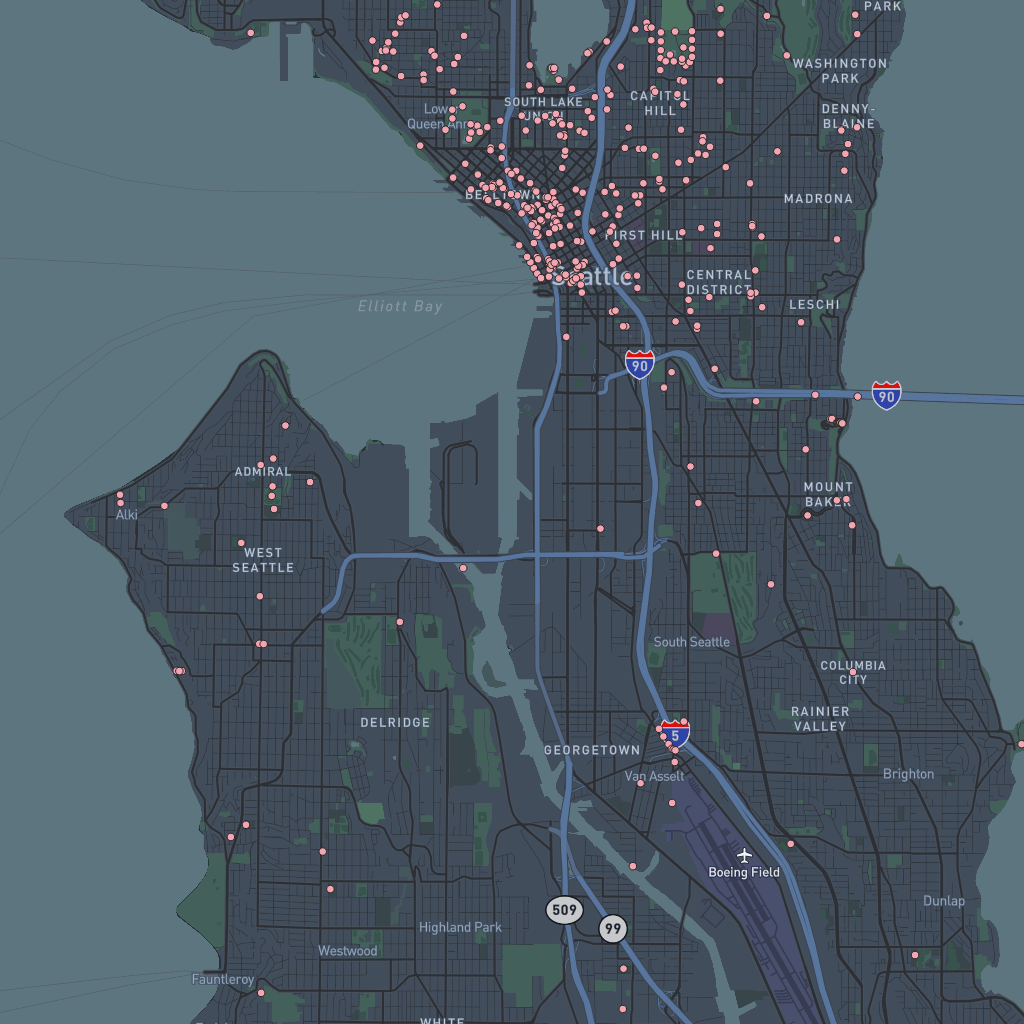 PARK
WASHINGTON
PARK
SOUTH LAKE
UNION
CAPITOL
HILL
Lower
Queen Anne
DENNY-
BLAINE
BELLTOWN
MADRONA
FIRST HILL
Seattle
CENTRAL
DISTRICT
Elliott Bay
LESCHI
90
90
ADMIRAL
Alki
MOUNT
BAKER
WEST
SEATTLE
South Seattle
COLUMBIA
CITY
DELRIDGE
RAINIER
VALLEY
5
GEORGETOWN
Van Asselt
Brighton
Boeing Field
Dunlap
509
99
Highland Park
Westwood
Fauntleroy
WHITE